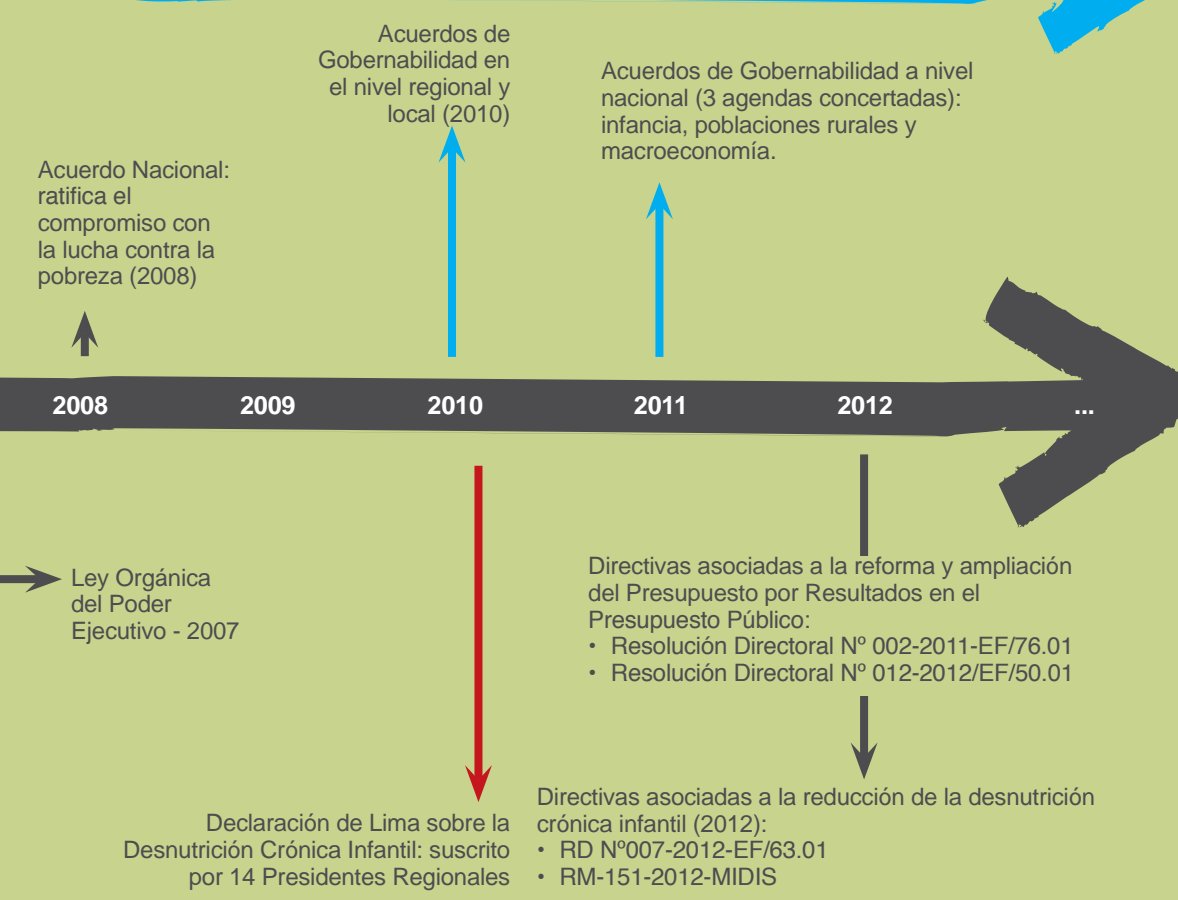 Acuerdos de
Gobernabilidad en
el nivel regional y
local (2010)
Acuerdos de Gobernabilidad a nivel
nacional (3 agendas concertadas):
infancia, poblaciones rurales y
macroeconomía.
Acuerdo Nacional:
ratifica el
compromiso con
la lucha contra la
pobreza (2008)
2008 2009 2010 2011 2012 ...
Ley Orgánica
del Poder
Ejecutivo - 2007
Directivas asociadas a la reforma y ampliación
del Presupuesto por Resultados en el
Presupuesto Público:
• Resolución Directoral Nº 002-2011-EF/76.01
• Resolución Directoral Nº 012-2012/EF/50.01
Declaración de Lima sobre la
Desnutrición Crónica Infantil: suscrito
por 14 Presidentes Regionales
Directivas asociadas a la reducción de la desnutrición
crónica infantil (2012):
• RD Nº007-2012-EF/63.01
• RM-151-2012-MIDIS